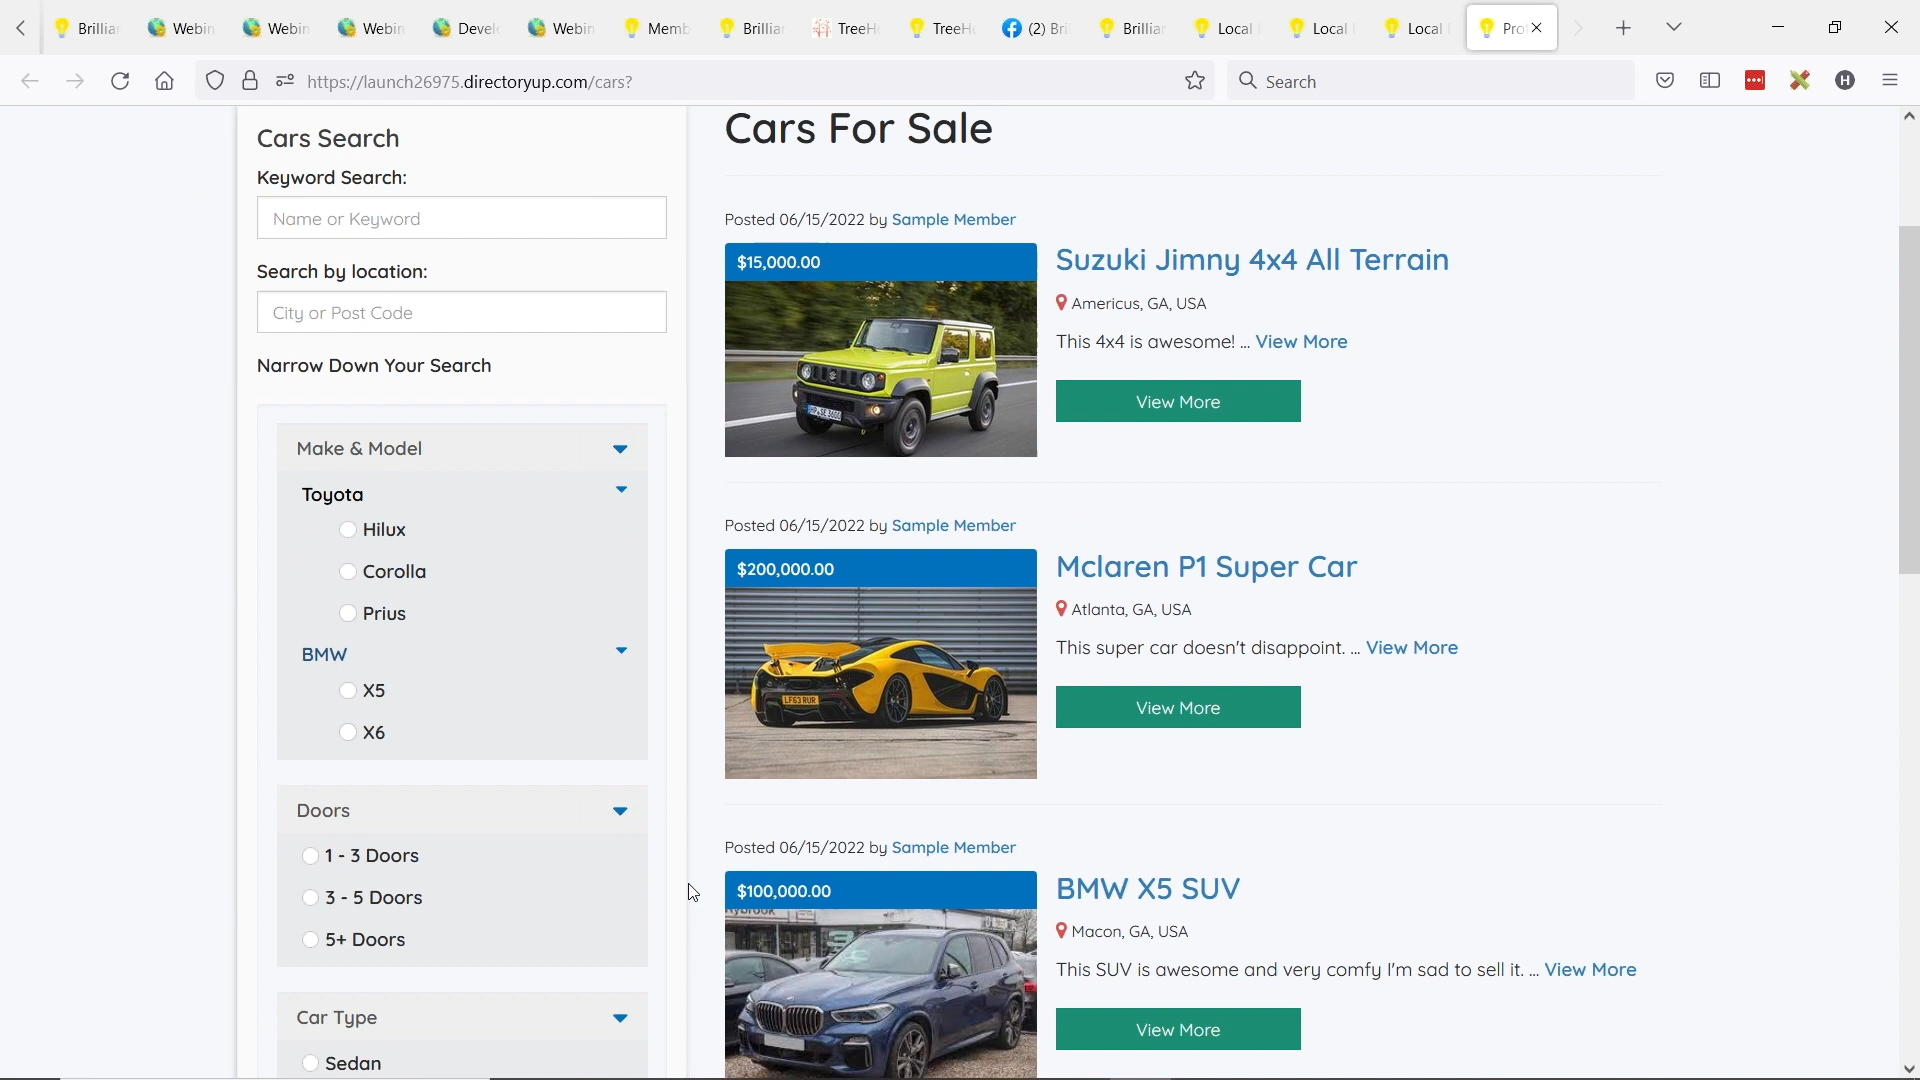 Brillia
Webin
Webin
Webin
Devel
Webin
Memb
Brillia
TreeH
TreeH
(2) Bri
Brillia
Local
Local
Local
Pro
https://launch26975.directoryup.com/cars?
Search
H
Cars Search
Keyword Search:
Name or Keyword
Search by location:
City or Post Code
Narrow Down Your Search
Make & Model
Toyota
Hilux
Corolla
Prius
BMW
X5
X6
Doors
1 - 3 Doors
3 - 5 Doors
5+ Doors
Car Type
Sedan
Cars For Sale
Posted 06/15/2022 by Sample Member
$15,000.00
Suzuki Jimny 4x4 All Terrain
Americus, GA, USA
This 4x4 is awesome! ... View More
View More
Posted 06/15/2022 by Sample Member
$200,000.00
Mclaren P1 Super Car
Atlanta, GA, USA
This super car doesn't disappoint. ... View More
LF63 RUR
View More
Posted 06/15/2022 by Sample Member
$100,000.00
BMW X5 SUV
Macon, GA, USA
This SUV is awesome and very comfy I'm sad to sell it. ... View More
View More